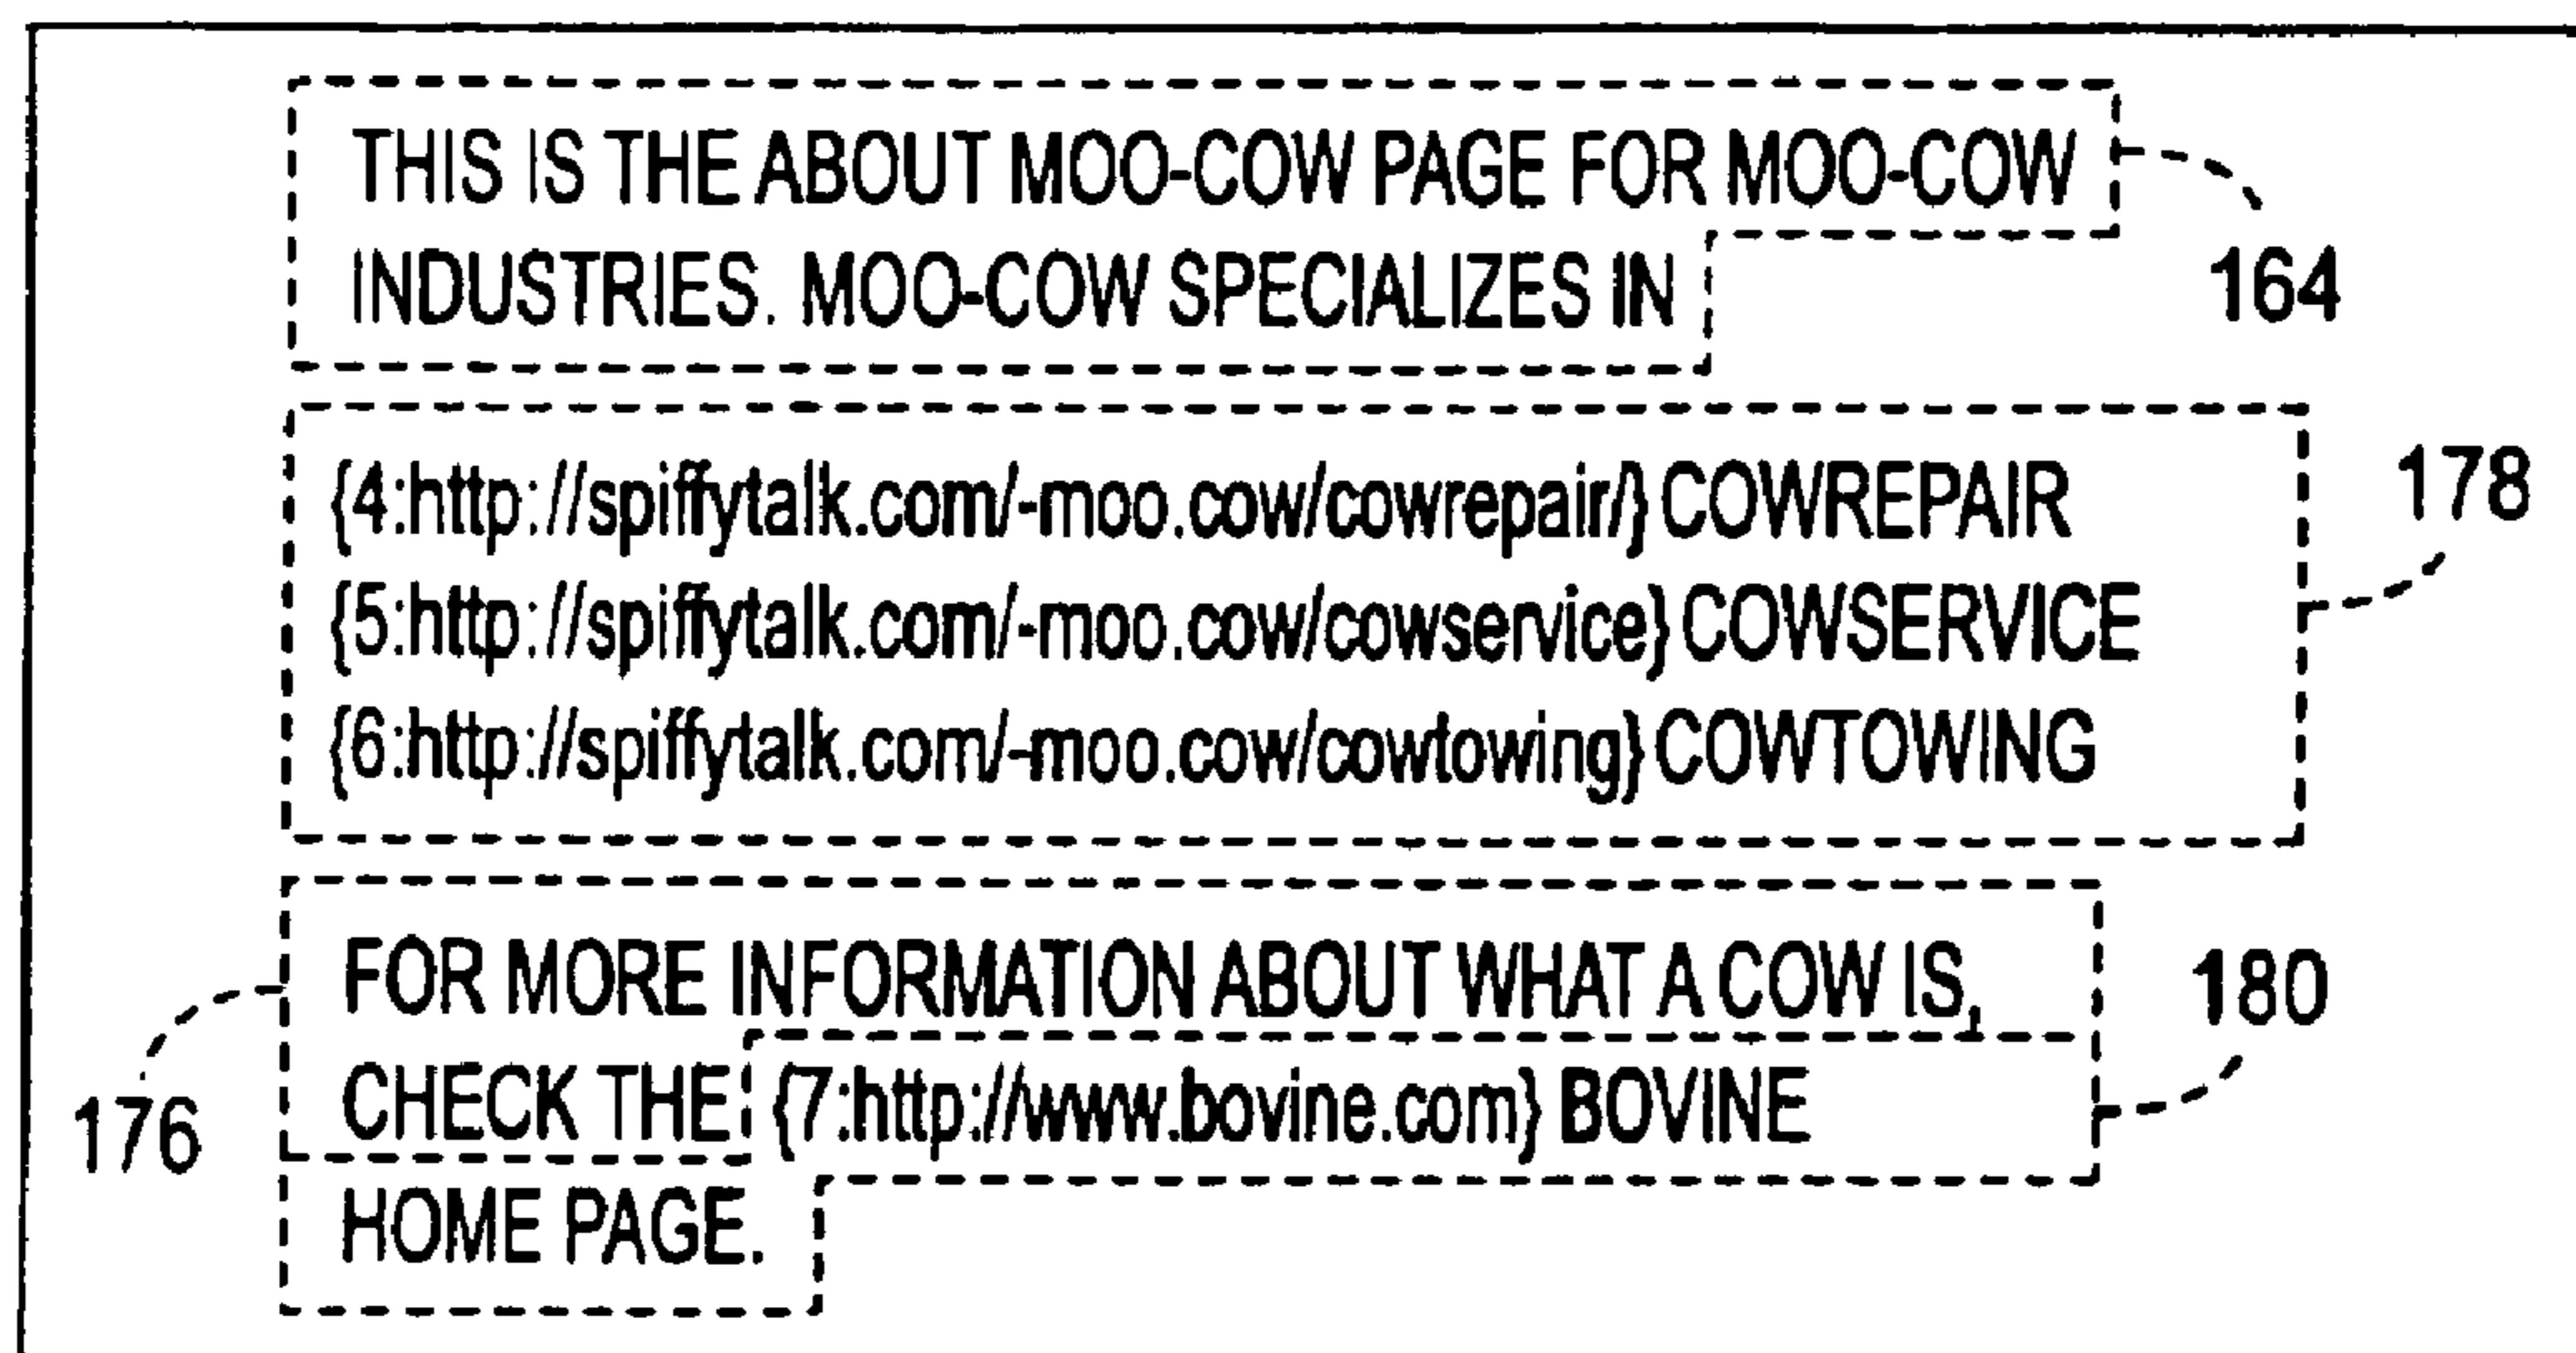 THIS IS THE ABOUT MOO-COW PAGE FOR MOO-COW
INDUSTRIES. MOO-COW SPECIALIZES IN
164
{4:http://spiffytalk.com/-moo.cow/cowrepair/} COWREPAIR
178
{5:http://spiffytalk.com/-moo.cow/cowservice} COWSERVICE
{6:http://spiffytalk.com/-moo.cow/cowtowing} COWTOWING
FOR MORE INFORMATION ABOUT WHAT A COW IS,
180
CHECK THE {7:http://www.bovine.com} BOVINE
176
HOME PAGE.